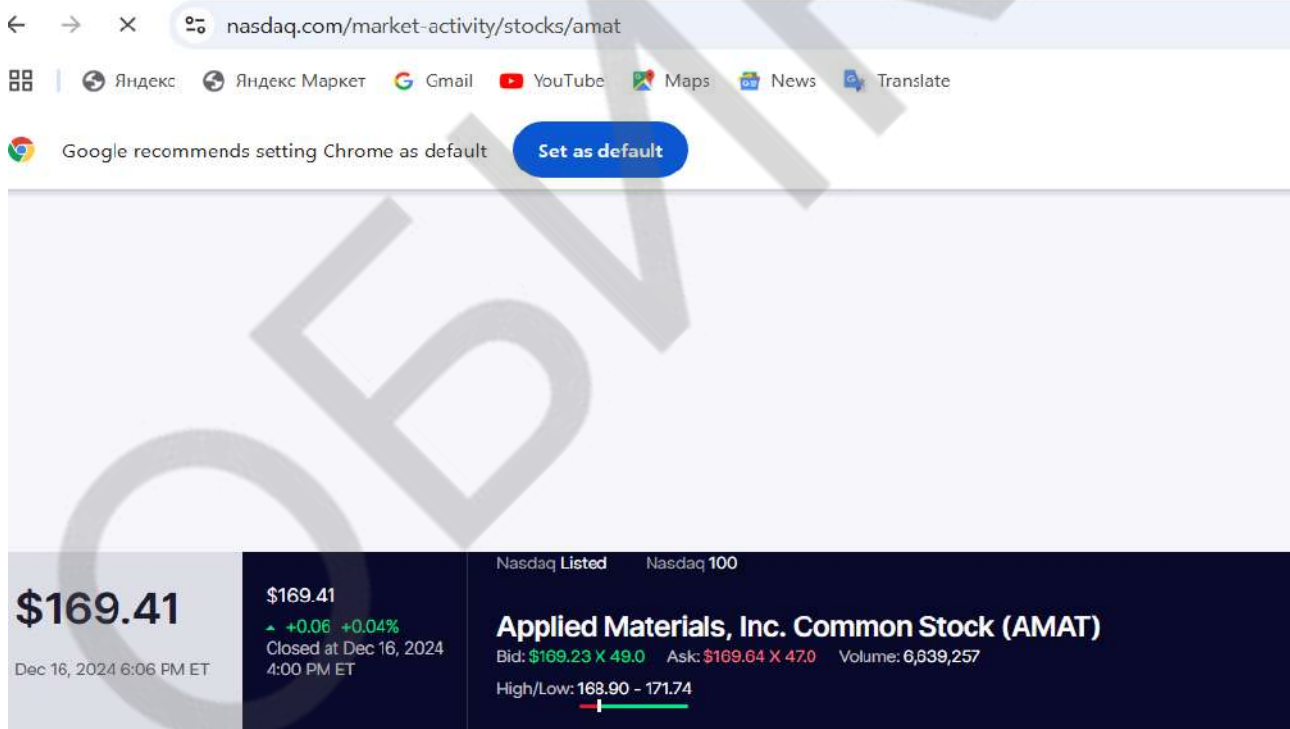 nasdaq.com/market-activity/stocks/amat
Яндекс Яндекс Маркет Gmail YouTube Maps News Translate
Google recommends setting Chrome as default Set as default
Nasdaq Listed Nasdaq 100
$169.41
Dec 16, 2024 6:06 PM ET
$169.41
+0.06 +0.04%
Closed at Dec 16, 2024
4:00 PM ET
Applied Materials, Inc. Common Stock (AMAT)
Bid: $169.23 X 49.0 Ask: $169.64 X 47.0 Volume: 6,639,257
High/Low: 168.90 - 171.74